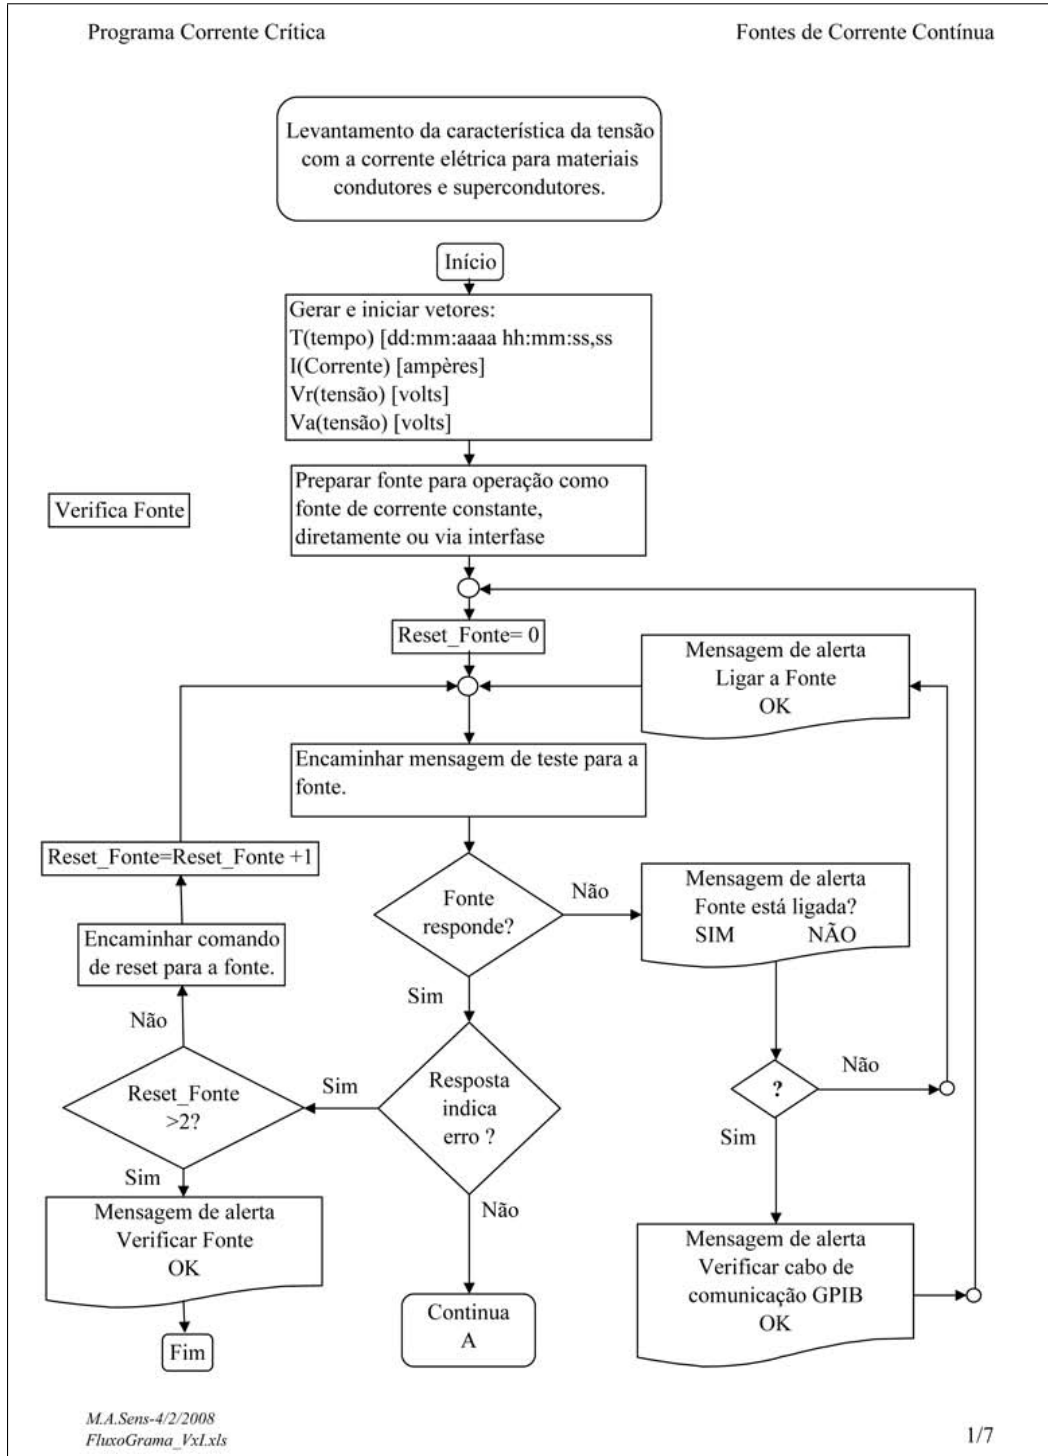 Programa Corrente Crítica
Fontes de Corrente Contínua
Levantamento da característica da tensão
com a corrente elétrica para materiais
condutores e supercondutores.
Início
Gerar e iniciar vetores:
T(tempo) [dd:mm:aaaa hh:mm:ss,ss
I(Corrente) [ampères]
Vr(tensão) [volts]
Va(tensão) [volts]
Preparar fonte para operação como
fonte de corrente constante,
diretamente ou via interfase
Verifica Fonte
Reset_Fonte= 0
Mensagem de alerta
Ligar a Fonte
OK
Encaminhar mensagem de teste para a
fonte.
Reset_Fonte=Reset_Fonte +1
Fonte
responde?
Não
Mensagem de alerta
Fonte está ligada?
SIM NÃO
Encaminhar comando
de reset para a fonte.
Sim
Não
Reset_Fonte
>2?
Sim
Resposta
indica
erro ?
?
Não
Sim
Sim
Não
Mensagem de alerta
Verificar Fonte
OK
Mensagem de alerta
Verificar cabo de
comunicação GPIB
OK
Continua
A
Fim
M.A.Sens-4/2/2008
FluxoGrama_VxI.xls
1/7